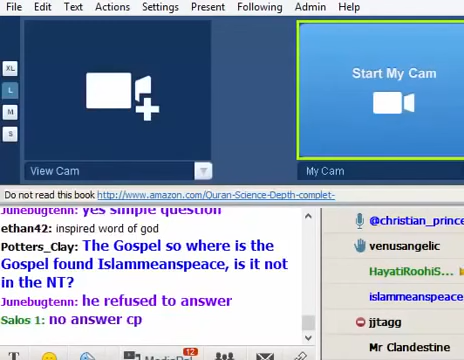 File Edit Text Actions Settings Present Following Admin Help
XL
L
M
S
Start My Cam
View Cam
My Cam
Do not read this book http://www.amazon.com/Quran-Science-Depth-complet-
Junebugtenn: yes simple question
ethan42: inspired word of god
Potters_Clay: The Gospel so where is the
Gospel found Islammeanspeace, is it not
in the NT?
Junebugtenn: he refused to answer
Salos 1: no answer cp
@christian_prince
venusangelic
HayatiRoohiS...
islammeanspeace
jjtagg
Mr Clandestine
T
12